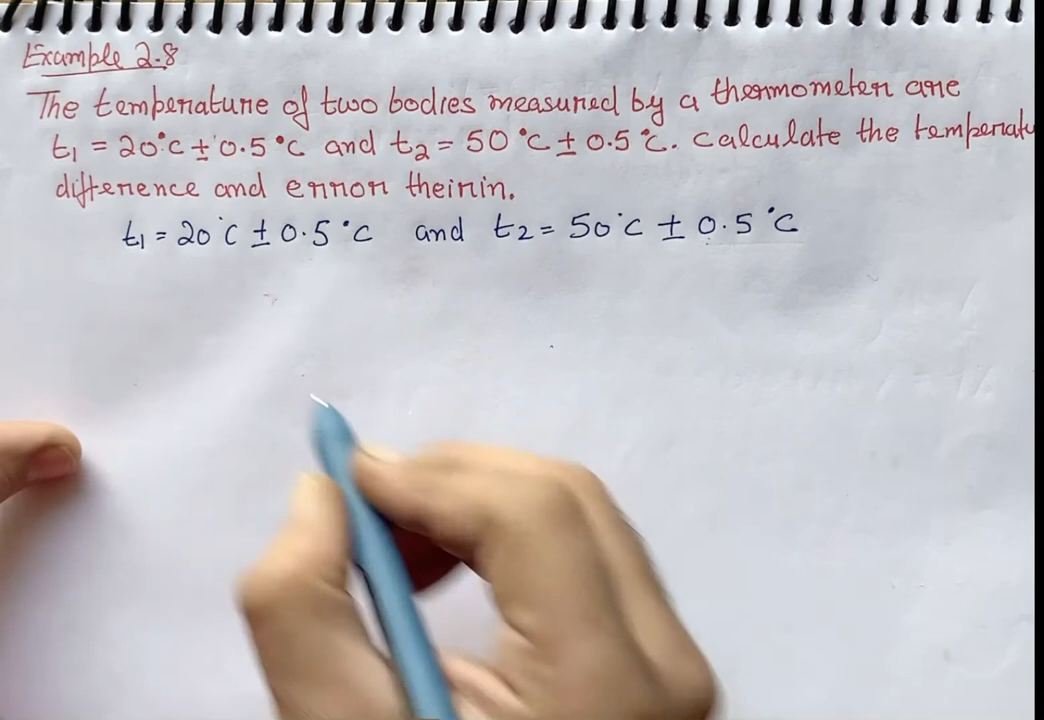 Example 2.8
The temperature of two bodies measured by a thermometer are
t₁ = 20°C ± 0.5 °C and t₂ = 50 °C ± 0.5 °C. calculate the temperatu
difference and error theirin.
t₁ = 20°C ± 0.5 °C and t₂ = 50°C ± 0.5 °C